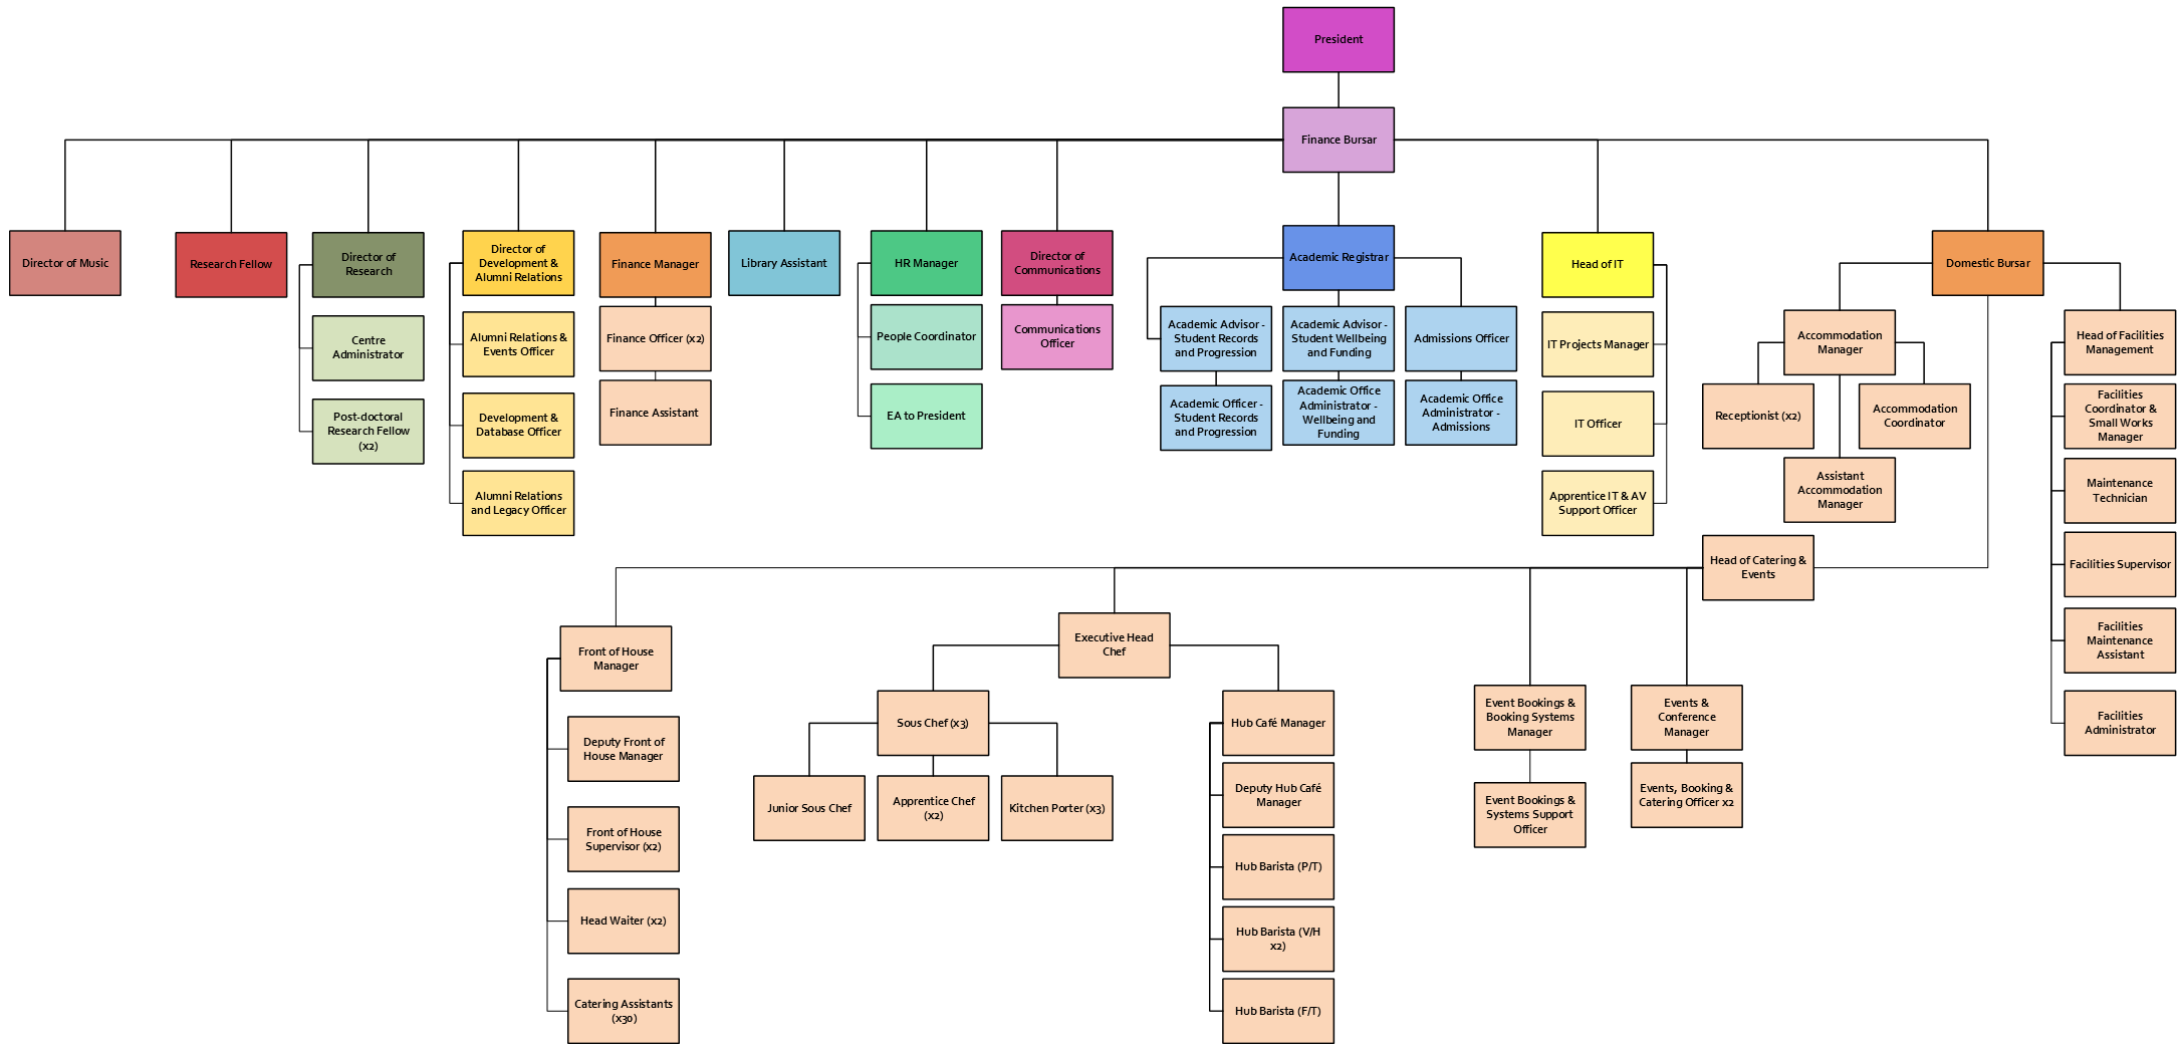 President
Finance Bursar
Director of Music
Research Fellow
Director of
Research
Centre
Administrator
Post-doctoral
Research Fellow
(x2)
Director of
Development &
Alumni Relations
Alumni Relations &
Events Officer
Development &
Database Officer
Alumni Relations
and Legacy Officer
Finance Manager
Finance Officer (x2)
Finance Assistant
Library Assistant
HR Manager
People Coordinator
EA to President
Director of
Communications
Communications
Officer
Academic Registrar
Academic Advisor -
Student Records
and Progression
Academic Officer -
Student Records
and Progression
Academic Advisor -
Student Wellbeing
and Funding
Academic Office
Administrator -
Wellbeing and
Funding
Admissions Officer
Academic Office
Administrator -
Admissions
Head of IT
IT Projects Manager
IT Officer
Apprentice IT & AV
Support Officer
Domestic Bursar
Accommodation
Manager
Receptionist (x2)
Accommodation
Coordinator
Assistant
Accommodation
Manager
Head of Facilities
Management
Facilities
Coordinator &
Small Works
Manager
Maintenance
Technician
Facilities Supervisor
Facilities
Maintenance
Assistant
Facilities
Administrator
Head of Catering &
Events
Front of House
Manager
Deputy Front of
House Manager
Front of House
Supervisor (x2)
Head Waiter (x2)
Catering Assistants
(x30)
Executive Head
Chef
Sous Chef (x3)
Junior Sous Chef
Apprentice Chef
(x2)
Kitchen Porter (x3)
Hub Café Manager
Deputy Hub Café
Manager
Hub Barista (P/T)
Hub Barista (V/H
x2)
Hub Barista (F/T)
Event Bookings &
Booking Systems
Manager
Event Bookings &
Systems Support
Officer
Events &
Conference
Manager
Events, Booking &
Catering Officer x2